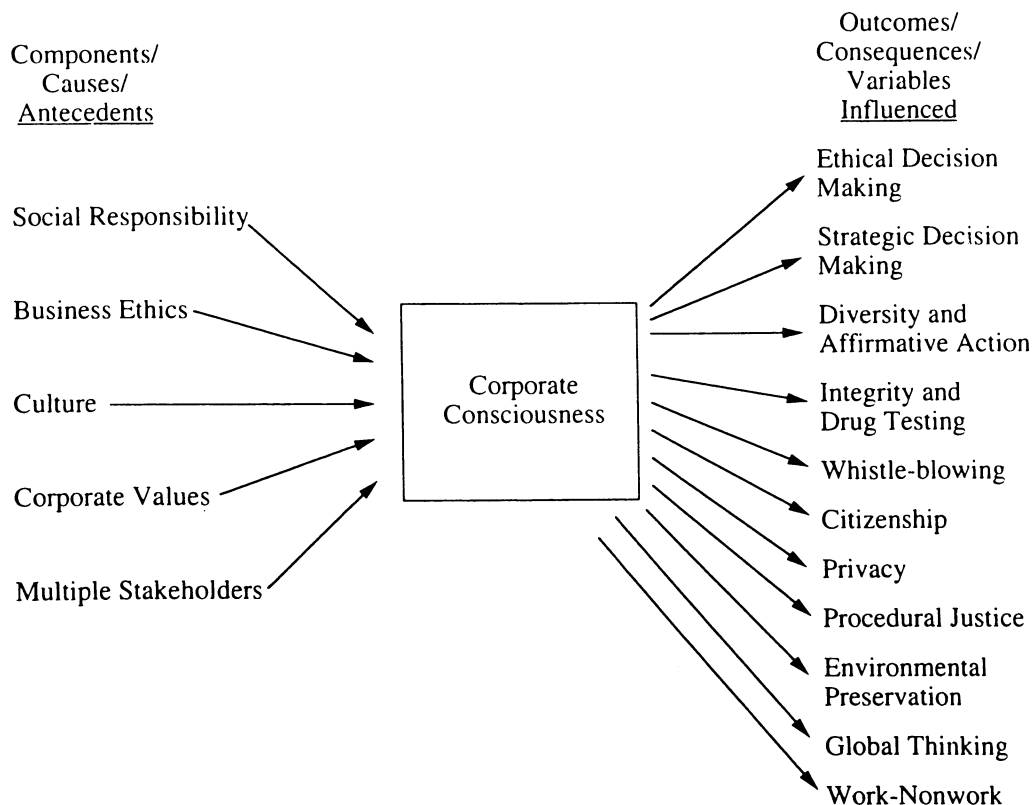 Components/
Causes/
Antecedents
Social Responsibility
Business Ethics
Culture
Corporate Values
Multiple Stakeholders
Corporate
Consciousness
Outcomes/
Consequences/
Variables
Influenced
Ethical Decision
Making
Strategic Decision
Making
Diversity and
Affirmative Action
Integrity and
Drug Testing
Whistle-blowing
Citizenship
Privacy
Procedural Justice
Environmental
Preservation
Global Thinking
Work-Nonwork